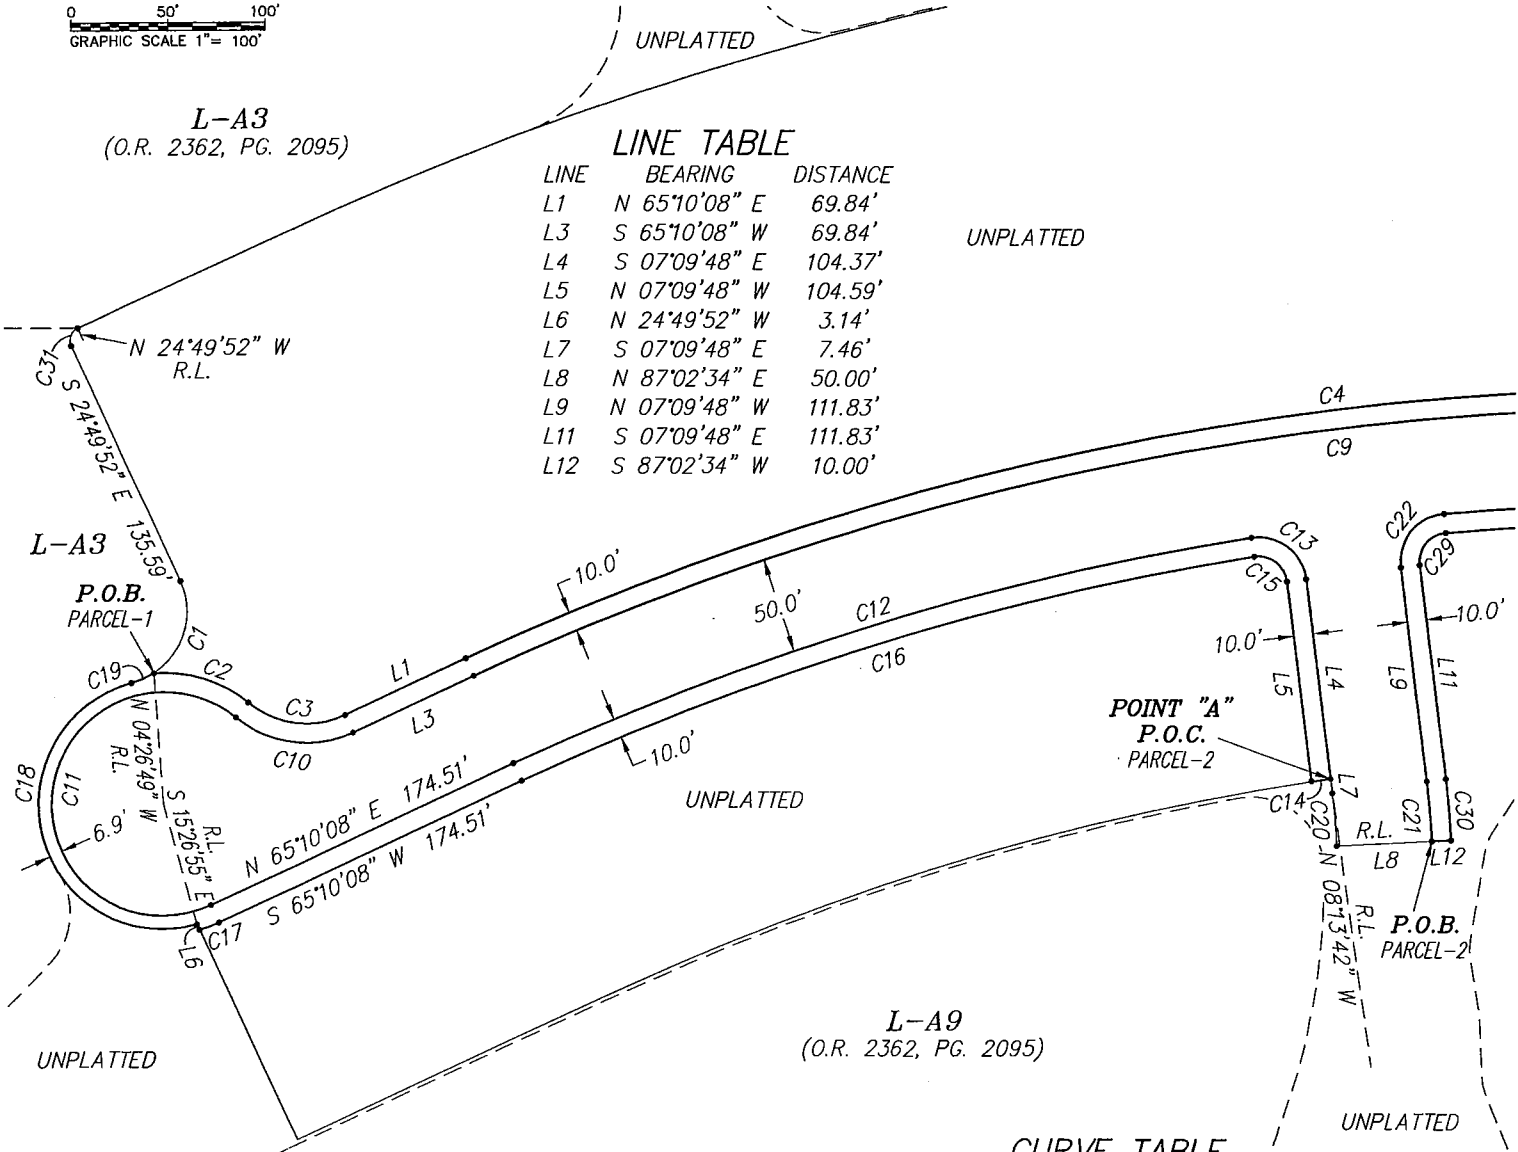 0 50' 100'
GRAPHIC SCALE 1"= 100'
UNPLATTED
L-A3
(O.R. 2362, PG. 2095)
LINE TABLE
LINE BEARING DISTANCE
L1 N 65°10'08" E 69.84'
L3 S 65°10'08" W 69.84'
L4 S 07°09'48" E 104.37'
L5 N 07°09'48" W 104.59'
L6 N 24°49'52" W 3.14'
L7 S 07°09'48" E 7.46'
L8 N 87°02'34" E 50.00'
L9 N 07°09'48" W 111.83'
L11 S 07°09'48" E 111.83'
L12 S 87°02'34" W 10.00'
UNPLATTED
N 24°49'52" W
R.L.
C31
S 24°49'52" E 135.59'
C4
C9
L-A3
P.O.B.
PARCEL-1
C1
C19
C2
C3
L1
L3
C10
10.0'
50.0'
10.0'
C12
C16
C13
C15
C22
C29
10.0'
10.0'
L5
L4
L9
L11
C18
C11
6.9'
N 04°26'49" W
R.L.
S 15°26'55" E
R.L.
N 65°10'08" E 174.51'
S 65°10'08" W 174.51'
C17
L6
UNPLATTED
POINT "A"
P.O.C.
PARCEL-2
L7
C14
C20
C21
C30
R.L.
L8
L12
N 08°13'42" W
R.L.
P.O.B.
PARCEL-2
L-A9
(O.R. 2362, PG. 2095)
UNPLATTED
UNPLATTED
CURVE TABLE